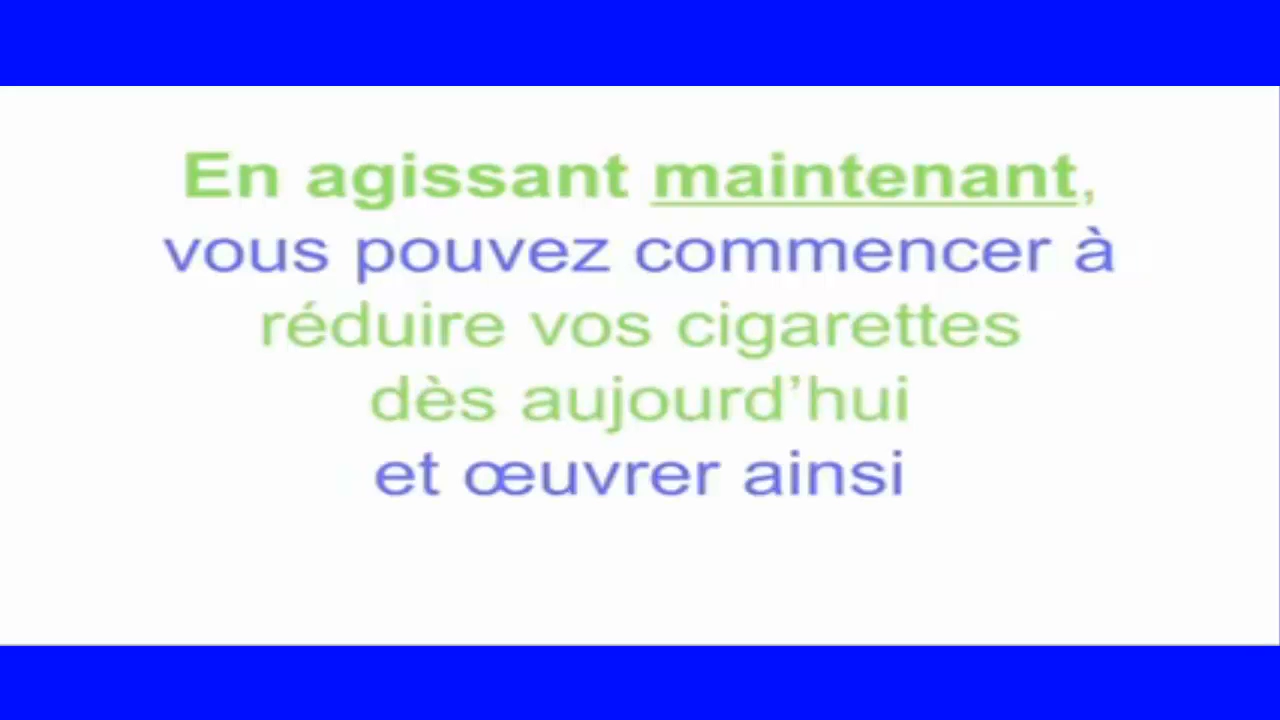 En agissant maintenant,
vous pouvez commencer à
réduire vos cigarettes
dès aujourd’hui
et œuvrer ainsi